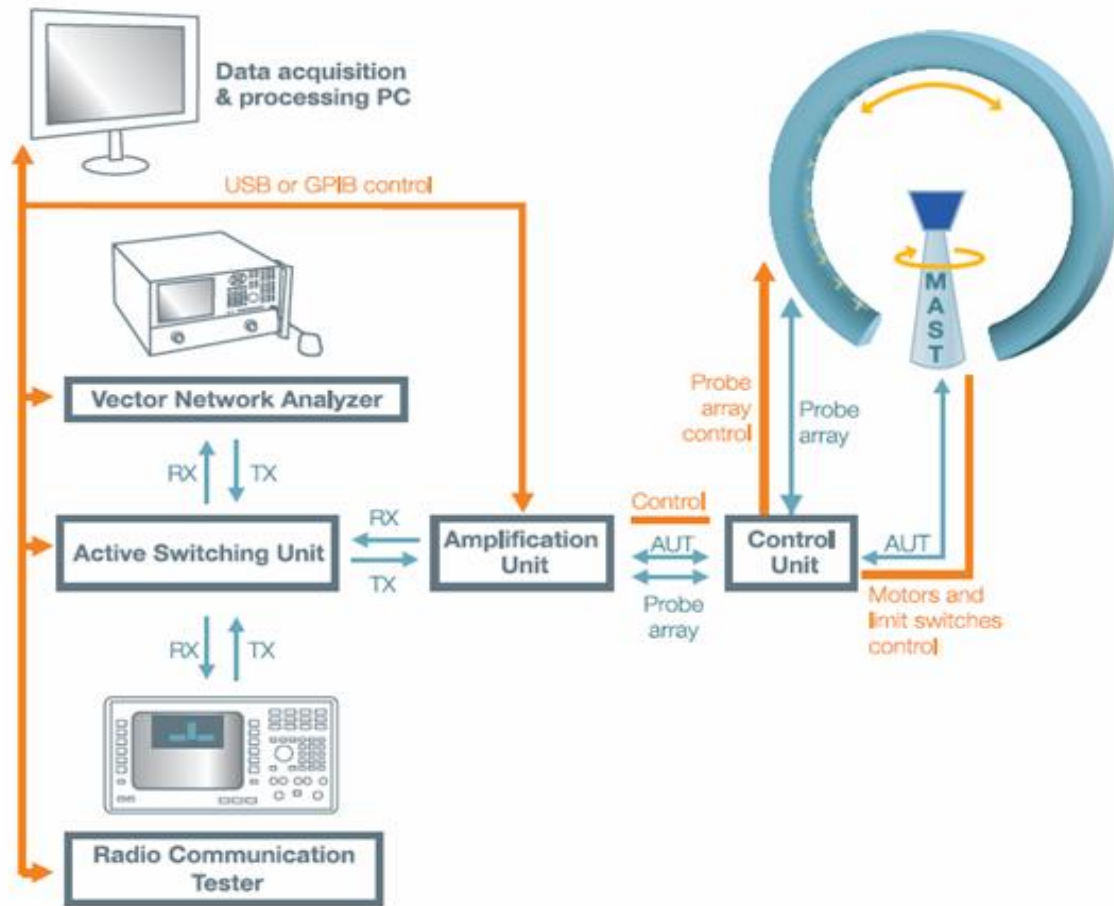 Data acquisition
& processing PC
USB or GPIB control
Vector Network Analyzer
RX
TX
Active Switching Unit
RX
TX
Amplification
Unit
Control
AUT
Probe
array
Control
Unit
Probe
array
control
Probe
array
MAST
AUT
Motors and
limit switches
control
RX
TX
Radio Communication
Tester